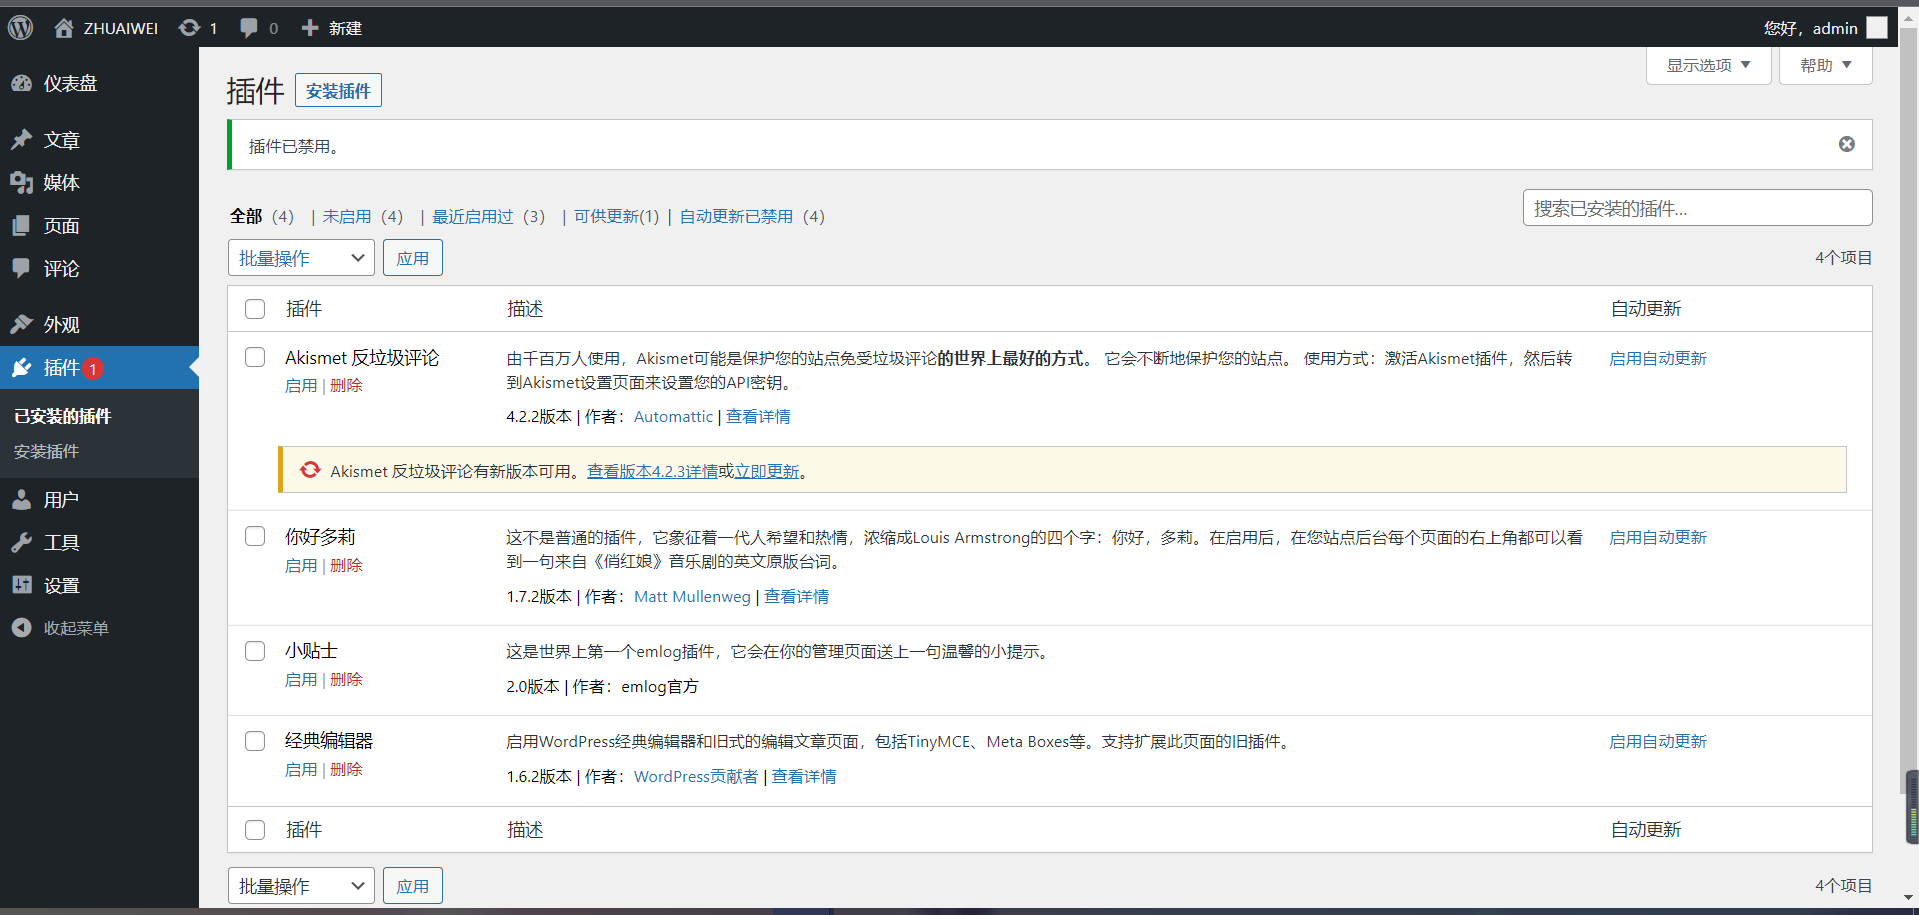 ZHUAIWEI 1 0 新建 您好，admin
显示选项 帮助
仪表盘
文章
媒体
页面
评论
外观
插件 1
已安装的插件
安装插件
用户
工具
设置
收起菜单
插件 安装插件
插件已禁用。
全部（4） | 未启用（4） | 最近启用过（3） | 可供更新(1) | 自动更新已禁用（4）
搜索已安装的插件...
批量操作 应用
4个项目
插件 描述 自动更新
Akismet 反垃圾评论
启用 | 删除
由千百万人使用，Akismet可能是保护您的站点免受垃圾评论的世界上最好的方式。 它会不断地保护您的站点。 使用方式：激活Akismet插件，然后转
到Akismet设置页面来设置您的API密钥。
4.2.2版本 | 作者：Automattic | 查看详情
启用自动更新
Akismet 反垃圾评论有新版本可用。查看版本4.2.3详情或立即更新。
你好多莉
启用 | 删除
这不是普通的插件，它象征着一代人希望和热情，浓缩成Louis Armstrong的四个字：你好，多莉。在启用后，在您站点后台每个页面的右上角都可以看
到一句来自《俏红娘》音乐剧的英文原版台词。
1.7.2版本 | 作者：Matt Mullenweg | 查看详情
启用自动更新
小贴士
启用 | 删除
这是世界上第一个emlog插件，它会在你的管理页面送上一句温馨的小提示。
2.0版本 | 作者：emlog官方
经典编辑器
启用 | 删除
启用WordPress经典编辑器和旧式的编辑文章页面，包括TinyMCE、Meta Boxes等。支持扩展此页面的旧插件。
1.6.2版本 | 作者：WordPress贡献者 | 查看详情
启用自动更新
插件 描述 自动更新
批量操作 应用
4个项目